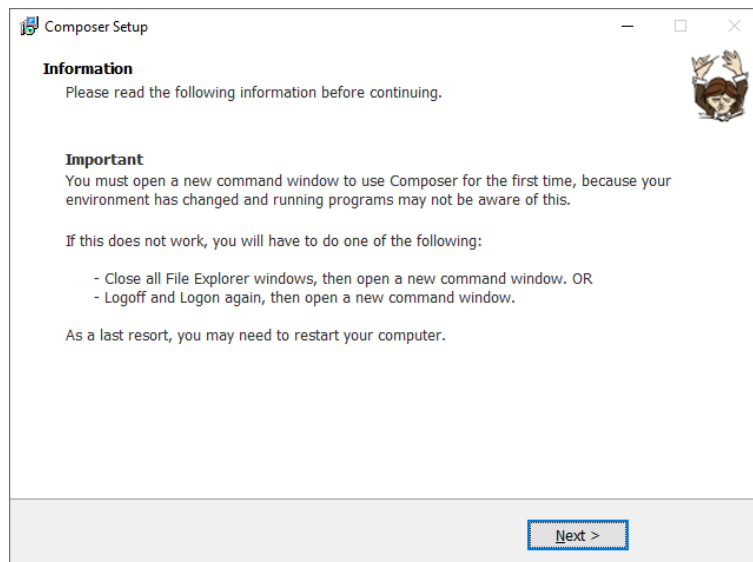 Composer Setup
Information
Please read the following information before continuing.
Important
You must open a new command window to use Composer for the first time, because your
environment has changed and running programs may not be aware of this.
If this does not work, you will have to do one of the following:
- Close all File Explorer windows, then open a new command window. OR
- Logoff and Logon again, then open a new command window.
As a last resort, you may need to restart your computer.
Next >